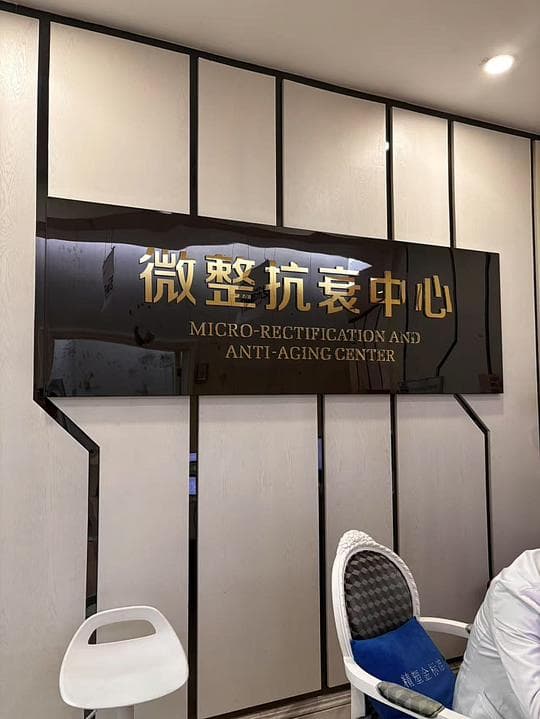 微整抗衰中心
MICRO-RECTIFICATION AND
ANTI-AGING CENTER